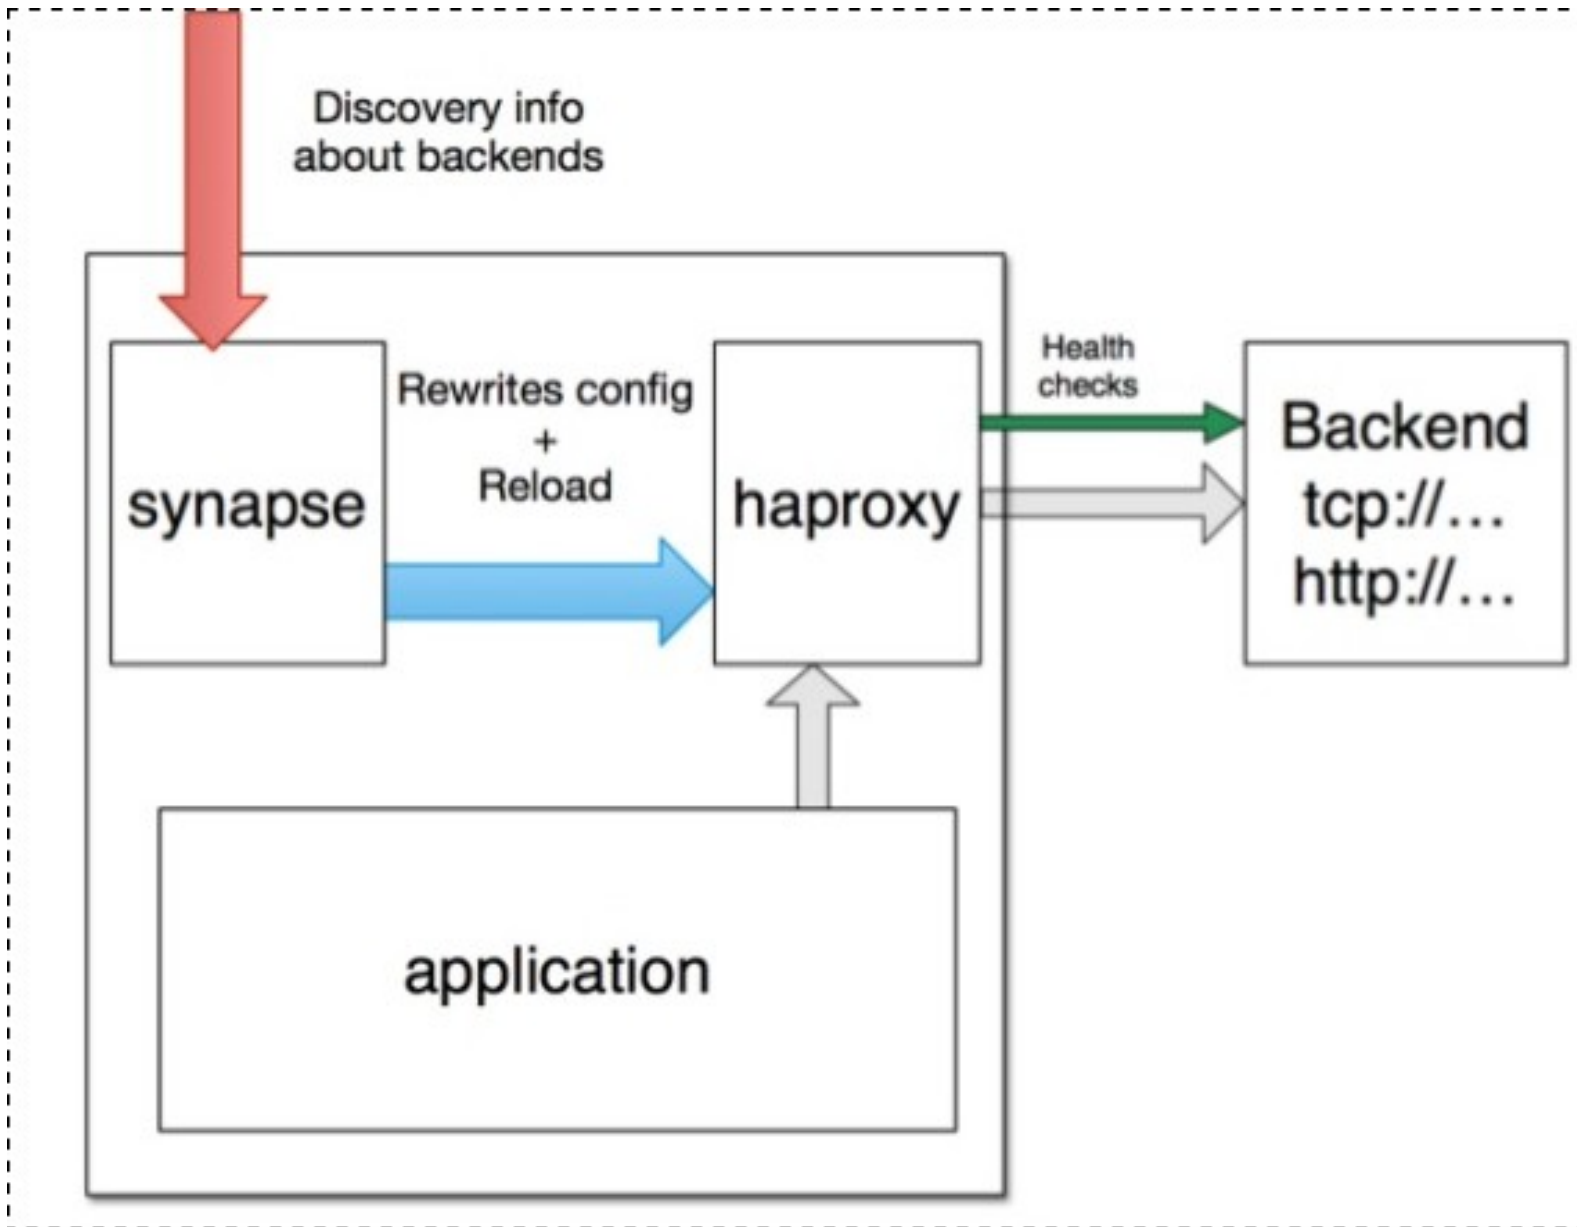 Discovery info
about backends
Rewrites config
+
Reload
synapse
haproxy
Health
checks
Backend
tcp://...
http://...
application